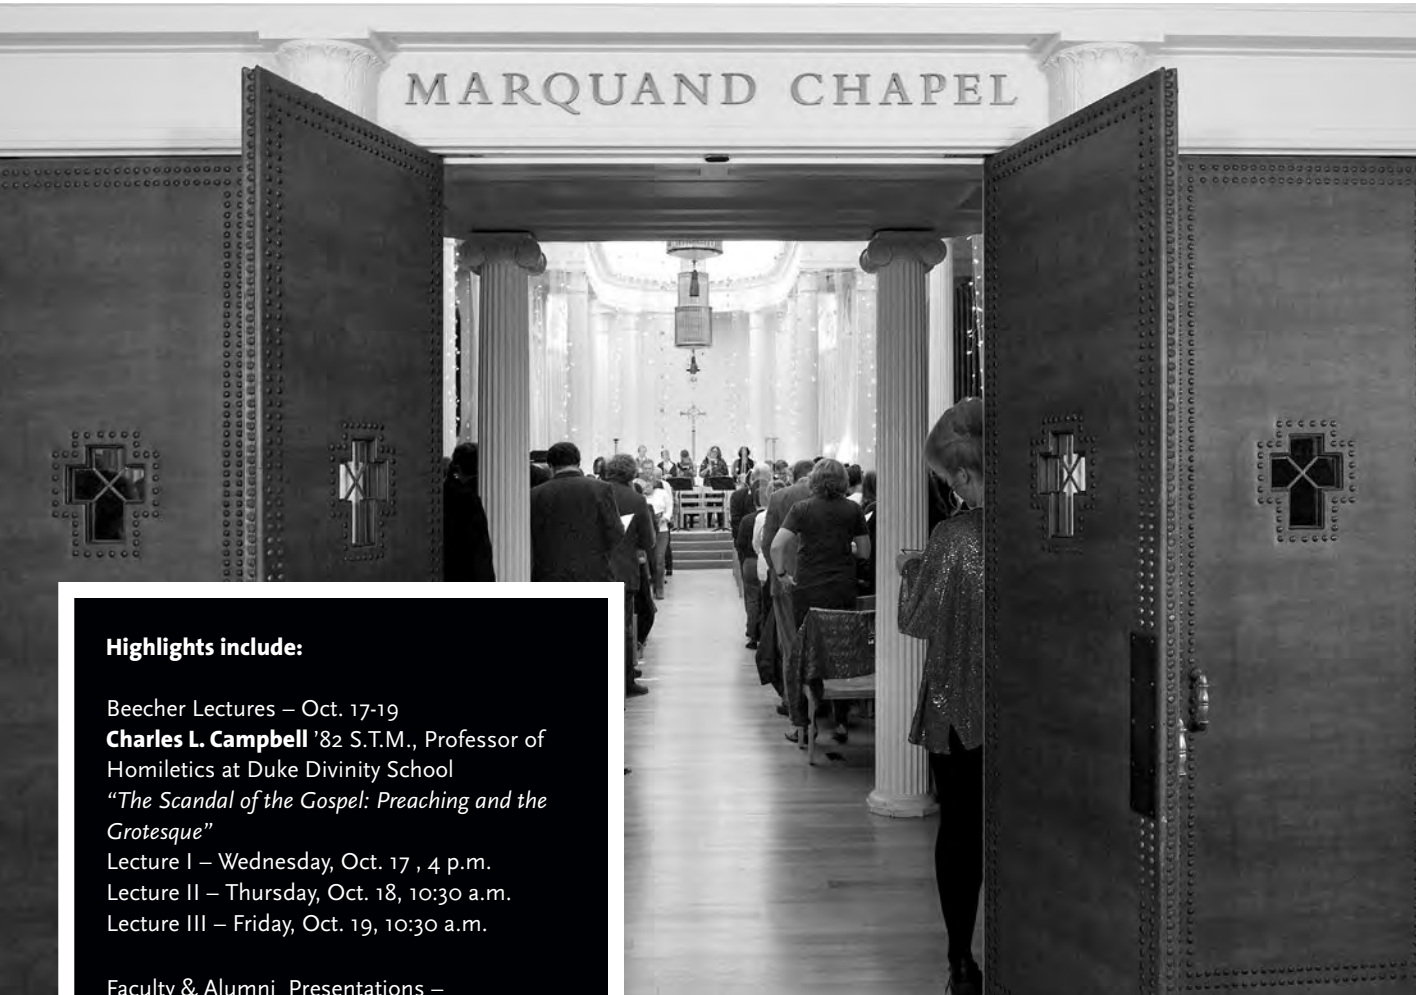 MARQUAND CHAPEL
Highlights include:
Beecher Lectures – Oct. 17-19
Charles L. Campbell ’82 S.T.M., Professor of
Homiletics at Duke Divinity School
“The Scandal of the Gospel: Preaching and the
Grotesque”
Lecture I – Wednesday, Oct. 17 , 4 p.m.
Lecture II – Thursday, Oct. 18, 10:30 a.m.
Lecture III – Friday, Oct. 19, 10:30 a.m.
Faculty & Alumni  Presentations –